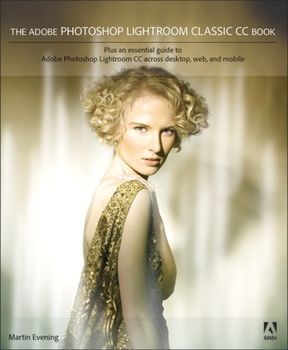 THE ADOBE PHOTOSHOP LIGHTROOM CLASSIC CC BOOK
Plus an essential guide to
Adobe Photoshop Lightroom CC across desktop, web, and mobile
Martin Evening
Adobe